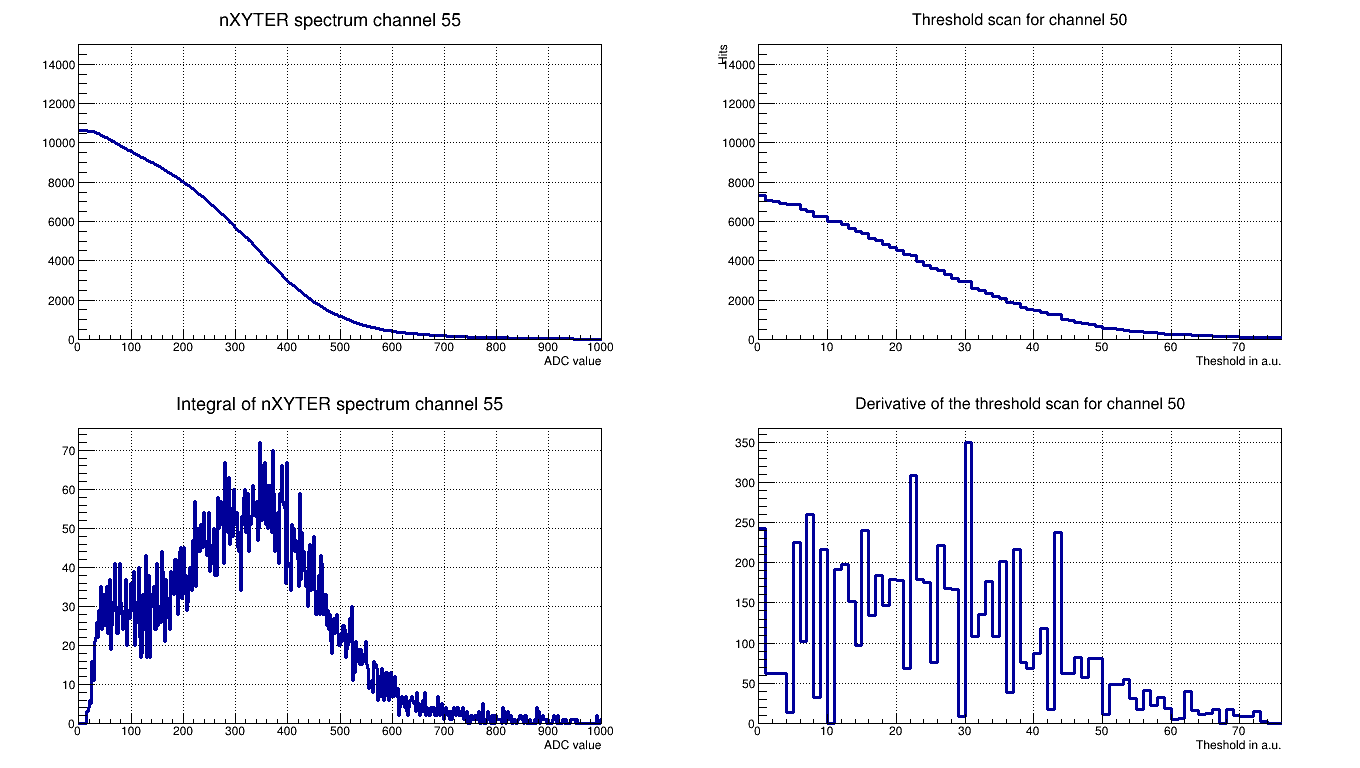 nXYTER spectrum channel 55
14000
12000
10000
8000
6000
4000
2000
0
0 100 200 300 400 500 600 700 800 900 1000
ADC value
Threshold scan for channel 50
Hits
14000
12000
10000
8000
6000
4000
2000
0
0 10 20 30 40 50 60 70
Theshold in a.u.
Integral of nXYTER spectrum channel 55
70
60
50
40
30
20
10
0
0 100 200 300 400 500 600 700 800 900 1000
ADC value
Derivative of the threshold scan for channel 50
350
300
250
200
150
100
50
0
0 10 20 30 40 50 60 70
Theshold in a.u.